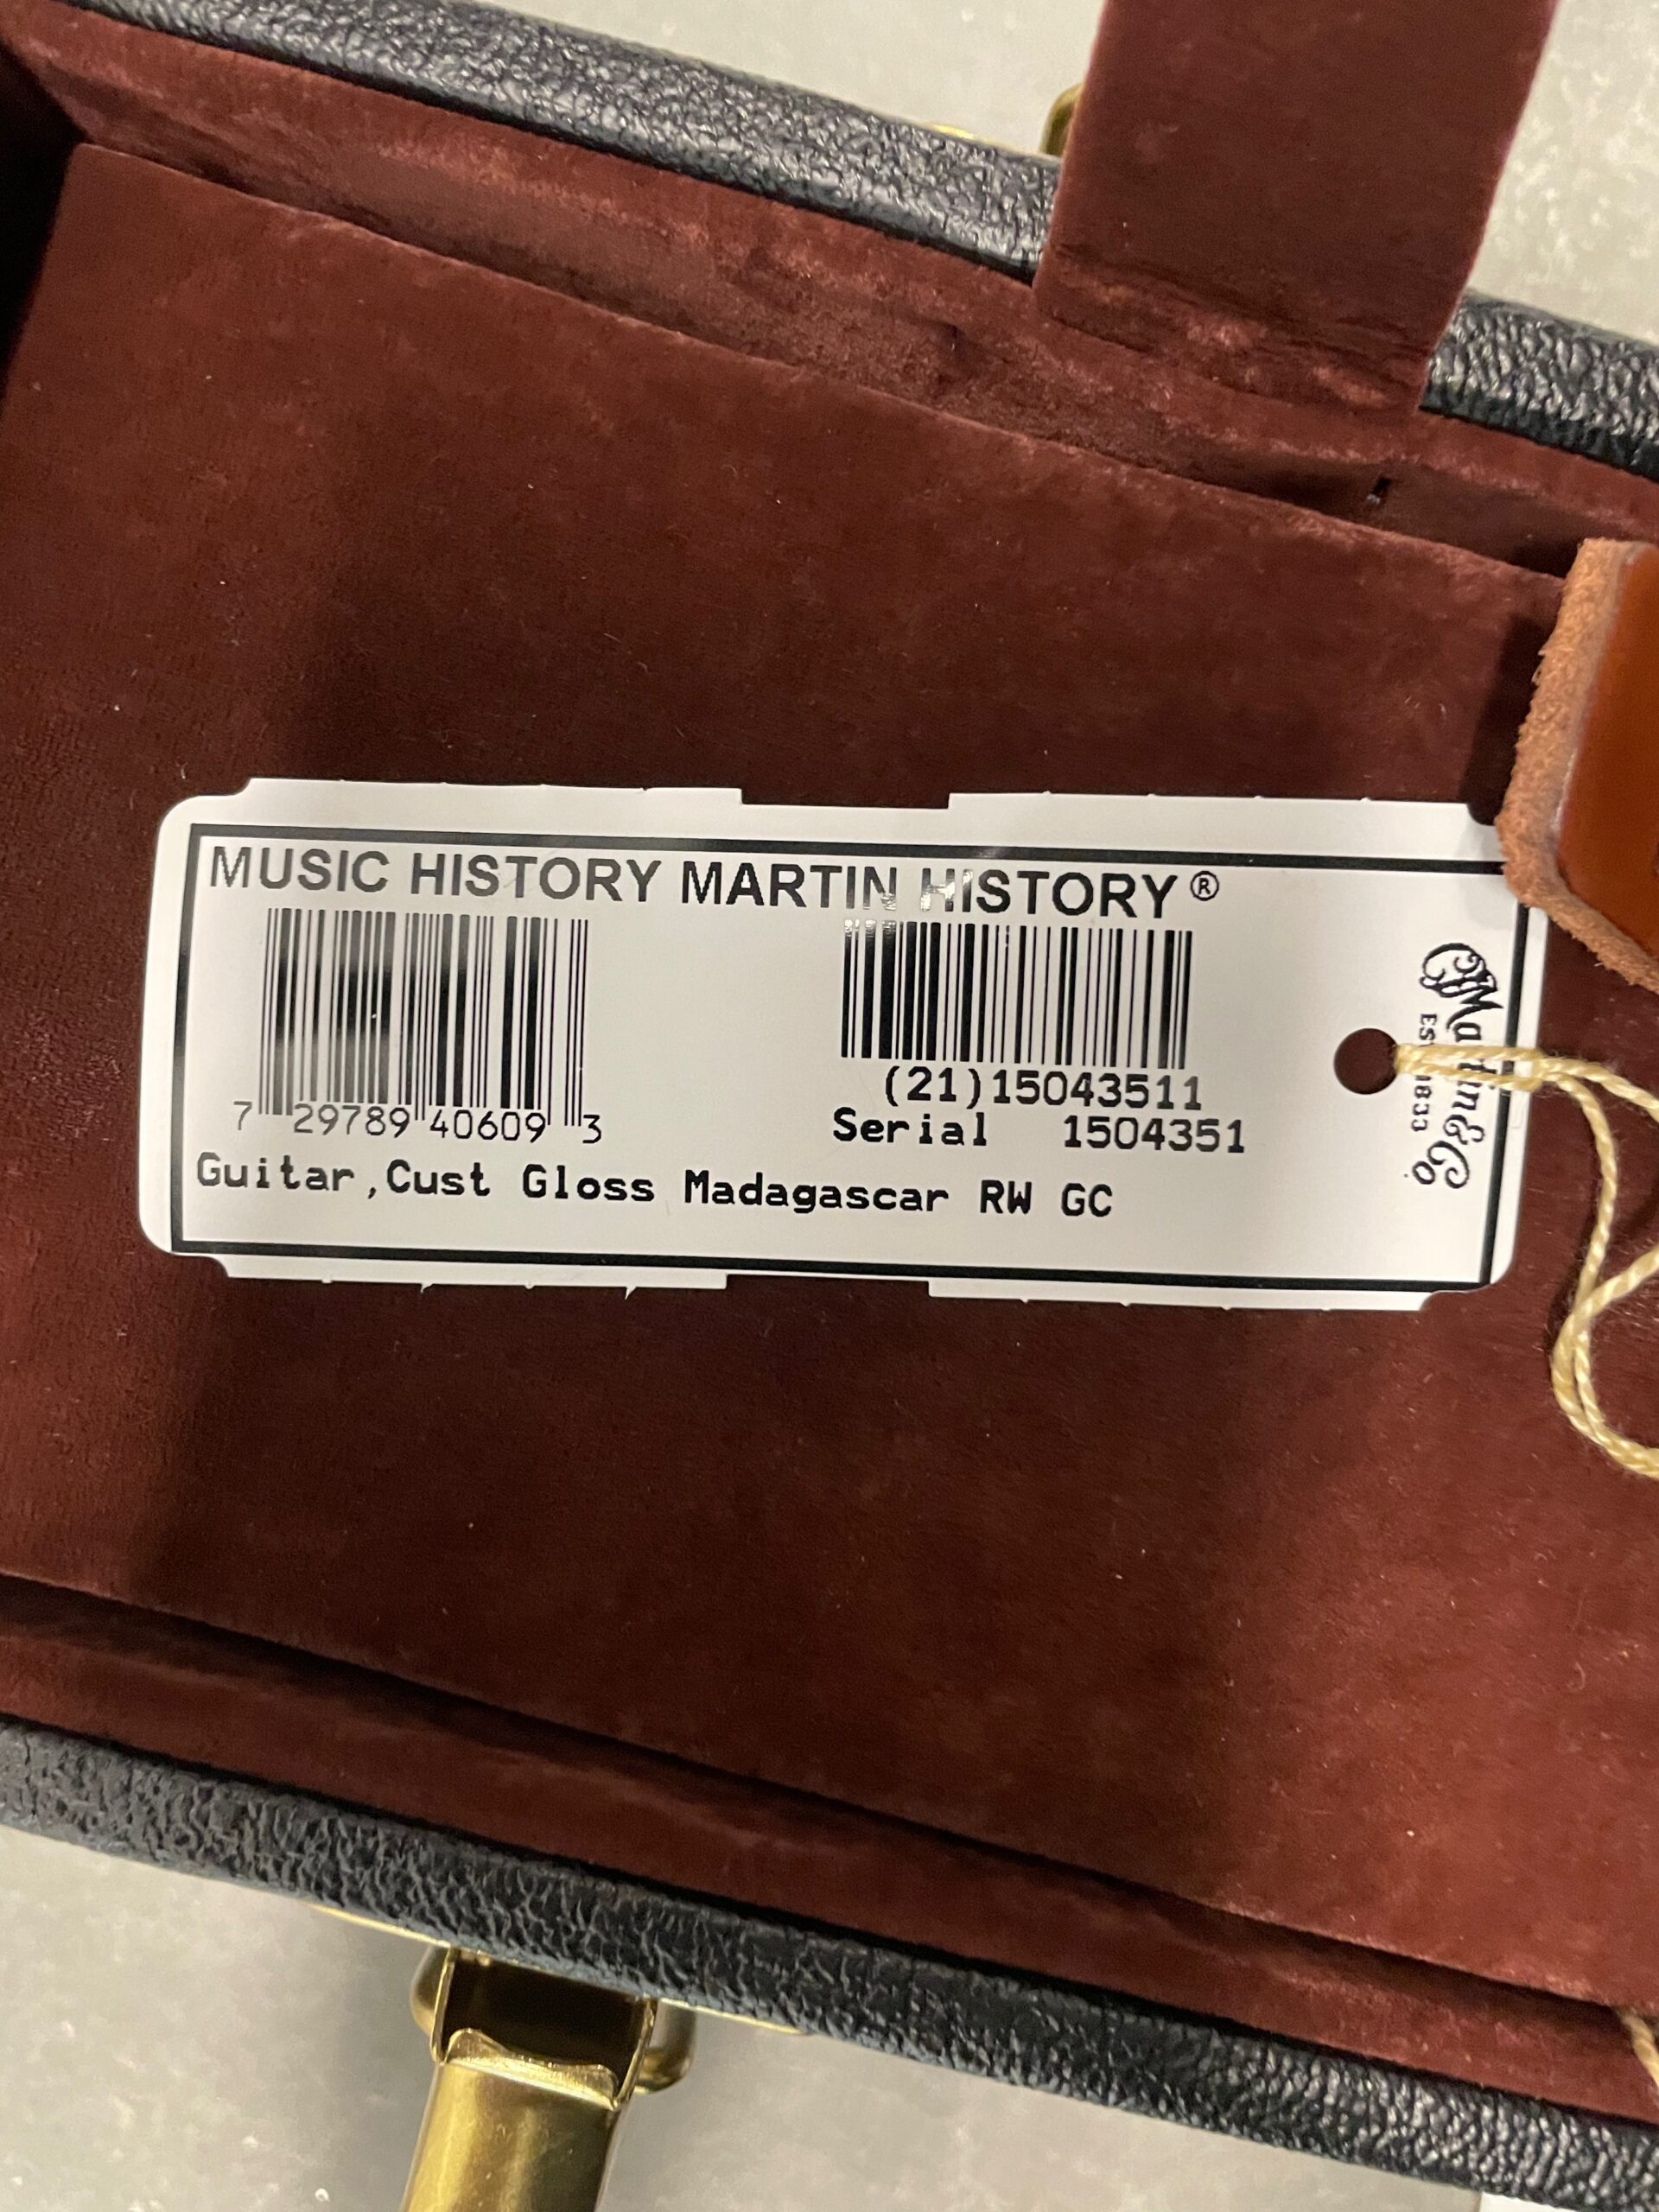 MUSIC HISTORY MARTIN HISTORY®
7 29789 40609 3
(21)15043511
Serial 1504351
Guitar,Cust Gloss Madagascar RW GC
Martin & Co.
1833